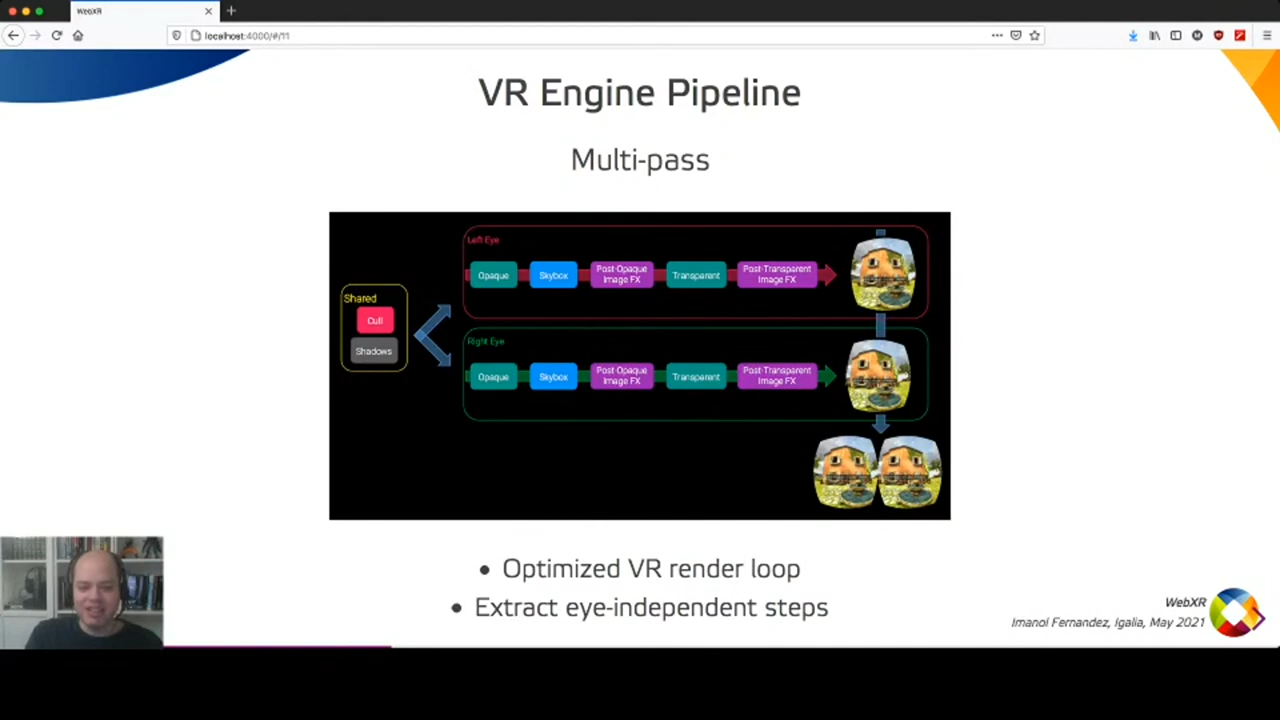 WebXR
localhost:4000/#/11
VR Engine Pipeline
Multi-pass
Shared
Cull
Shadows
Left Eye
Opaque
Skybox
Post-Opaque
Image FX
Transparent
Post-Transparent
Image FX
Right Eye
Opaque
Skybox
Post-Opaque
Image FX
Transparent
Post-Transparent
Image FX
• Optimized VR render loop
• Extract eye-independent steps
WebXR
Imanol Fernandez, Igalia, May 2021